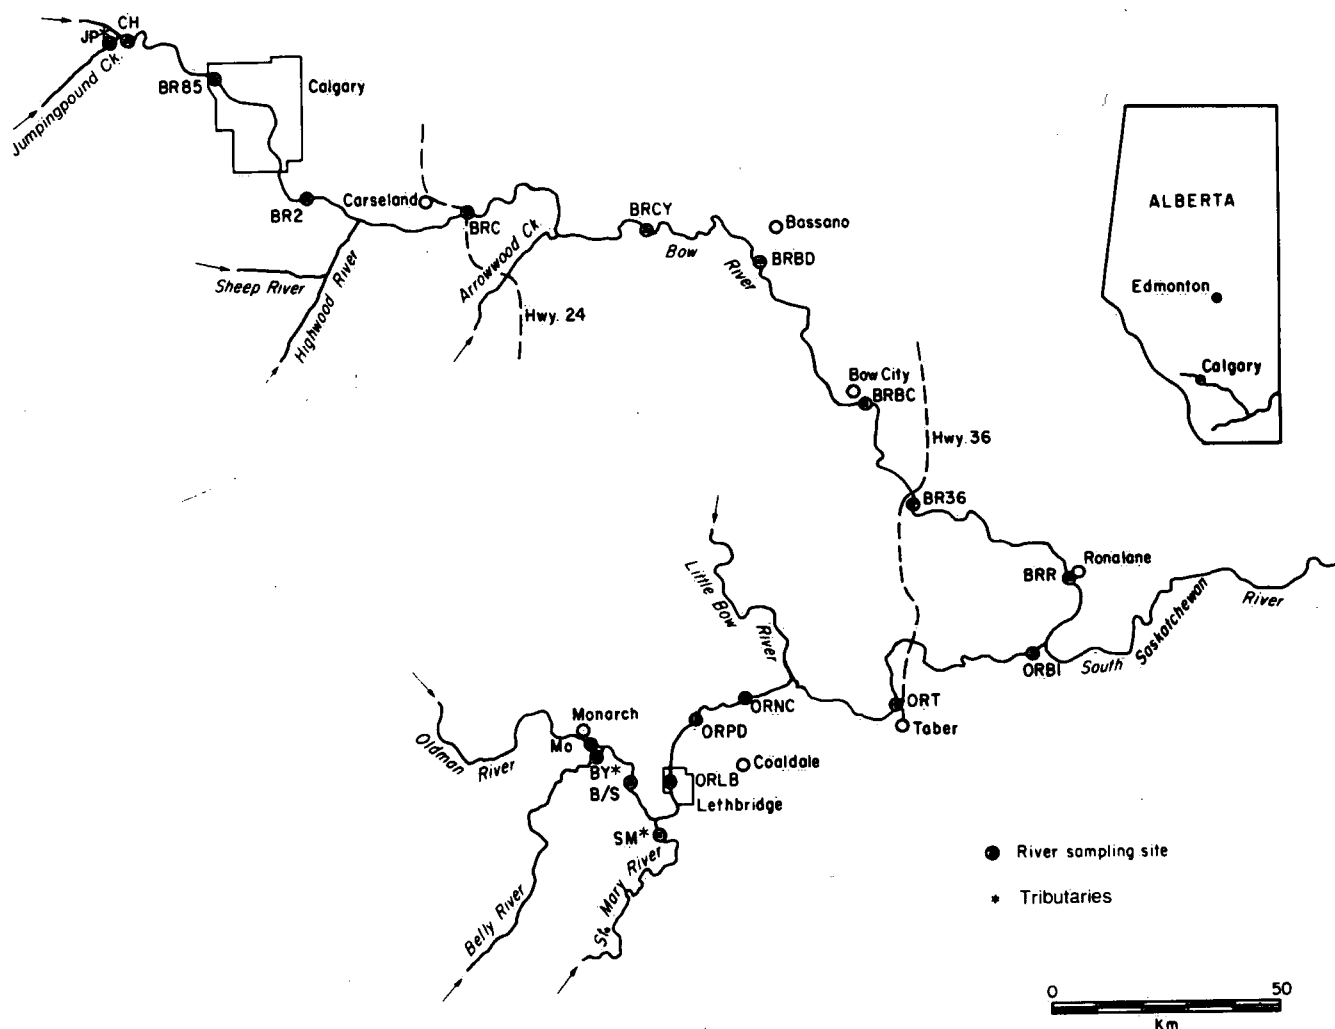 CH
JP*
Jumpingpound Ck.
BR85
Calgary
BR2
Carseland
BRC
Sheep River
Highwood River
Arrowwood Ck.
Hwy. 24
BRCY
Bow
River
Bassano
BRBD
Bow City
BRBC
Hwy. 36
BR36
Ronalane
BRR
ALBERTA
Edmonton
Calgary
Little Bow
River
South
Saskatchewan
River
ORBI
ORT
Taber
ORNC
ORPD
Monarch
Mo
Oldman
River
BY*
B/S
Coaldale
ORLB
Lethbridge
SM*
St. Mary River
Belly River
River sampling site
* Tributaries
0 50
Km